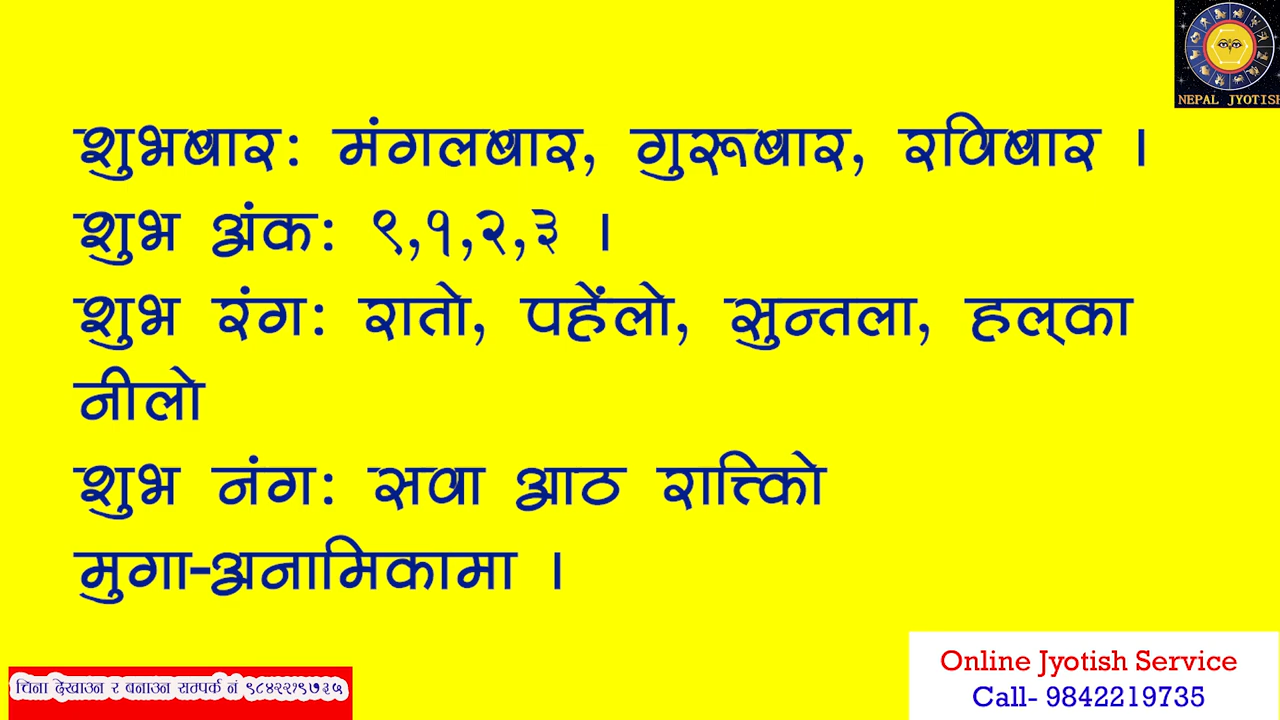 NEPAL JYOTISH
शुभबार: मंगलबार, गुरूबार, रविबार ।
शुभ अंक: ९,१,२,३ ।
शुभ रंग: रातो, पहेंलो, सुन्तला, हल्‌का
नीलो
शुभ नंग: सवा आठ रात्तिको
मुगा-अनामिकामा ।
चिना देखाउन र बनाउन सम्पर्क नं ९८४२२१९७३५
Online Jyotish Service
Call- 9842219735